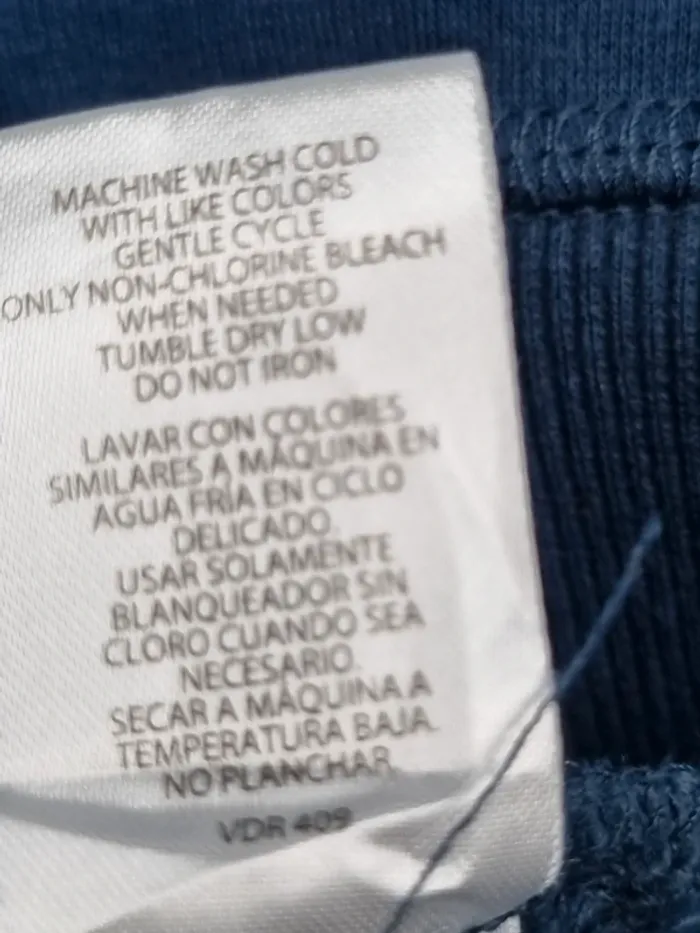 MACHINE WASH COLD
WITH LIKE COLORS
GENTLE CYCLE
ONLY NON-CHLORINE BLEACH
WHEN NEEDED
TUMBLE DRY LOW
DO NOT IRON
LAVAR CON COLORES
SIMILARES A MÁQUINA EN
AGUA FRÍA EN CICLO
DELICADO.
USAR SOLAMENTE
BLANQUEADOR SIN
CLORO CUANDO SEA
NECESARIO.
SECAR A MÁQUINA A
TEMPERATURA BAJA.
NO PLANCHAR.
VDR 409